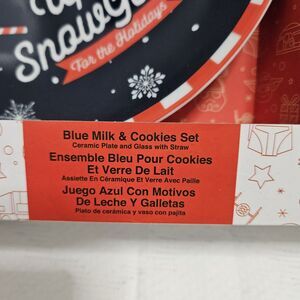 For the Holidays
Blue Milk & Cookies Set
Ceramic Plate and Glass with Straw
Ensemble Bleu Pour Cookies
Et Verre De Lait
Assiette En Céramique Et Verre Avec Paille
Juego Azul Con Motivos
De Leche Y Galletas
Plato de cerámica y vaso con pajita